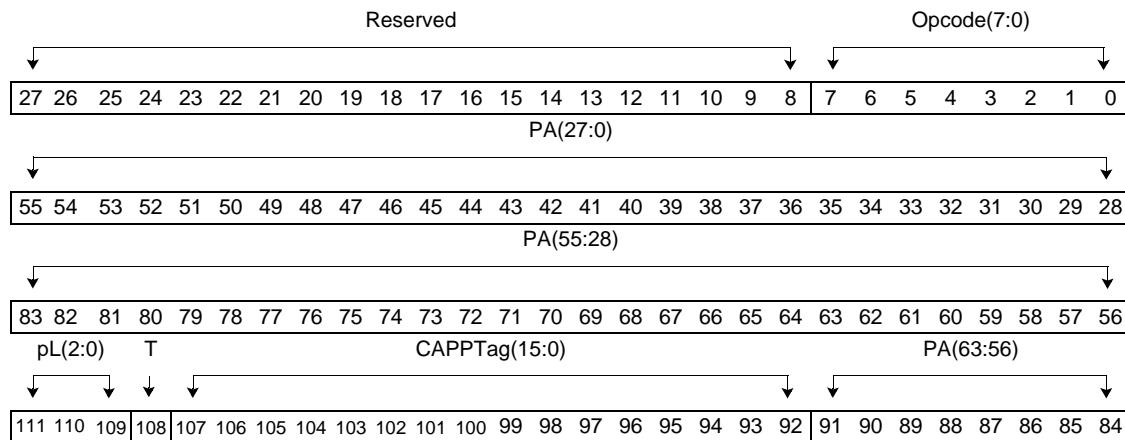 Reserved Opcode(7:0)
27 26 25 24 23 22 21 20 19 18 17 16 15 14 13 12 11 10 9 8 7 6 5 4 3 2 1 0
PA(27:0)
55 54 53 52 51 50 49 48 47 46 45 44 43 42 41 40 39 38 37 36 35 34 33 32 31 30 29 28
PA(55:28)
83 82 81 80 79 78 77 76 75 74 73 72 71 70 69 68 67 66 65 64 63 62 61 60 59 58 57 56
pL(2:0) T CAPPTag(15:0) PA(63:56)
111 110 109 108 107 106 105 104 103 102 101 100 99 98 97 96 95 94 93 92 91 90 89 88 87 86 85 84